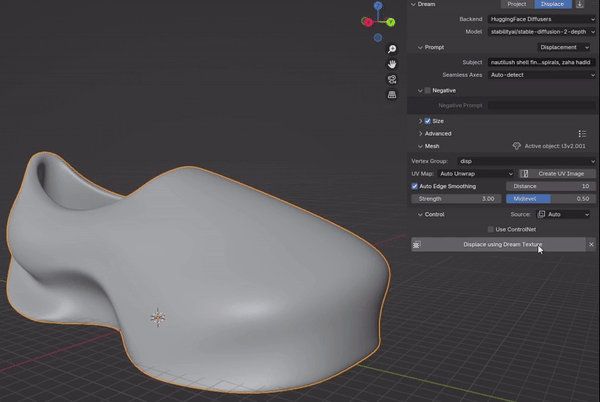 Dream
Project
Displace
Backend
HuggingFace Diffusers
Model
stabilityai/stable-diffusion-2-depth
Prompt
Displacement
Subject
nautilush shell fin...spirals, zaha hadid
Seamless Axes
Auto-detect
Negative
Negative Prompt
Size
Advanced
Mesh
Active object: l3v2.001
Vertex Group:
disp
UV Map:
Auto Unwrap
Create UV Image
Auto Edge Smoothing
Distance
10
Strength
3.00
Midlevel
0.50
Control
Source:
Auto
Use ControlNet
Displace using Dream Texture